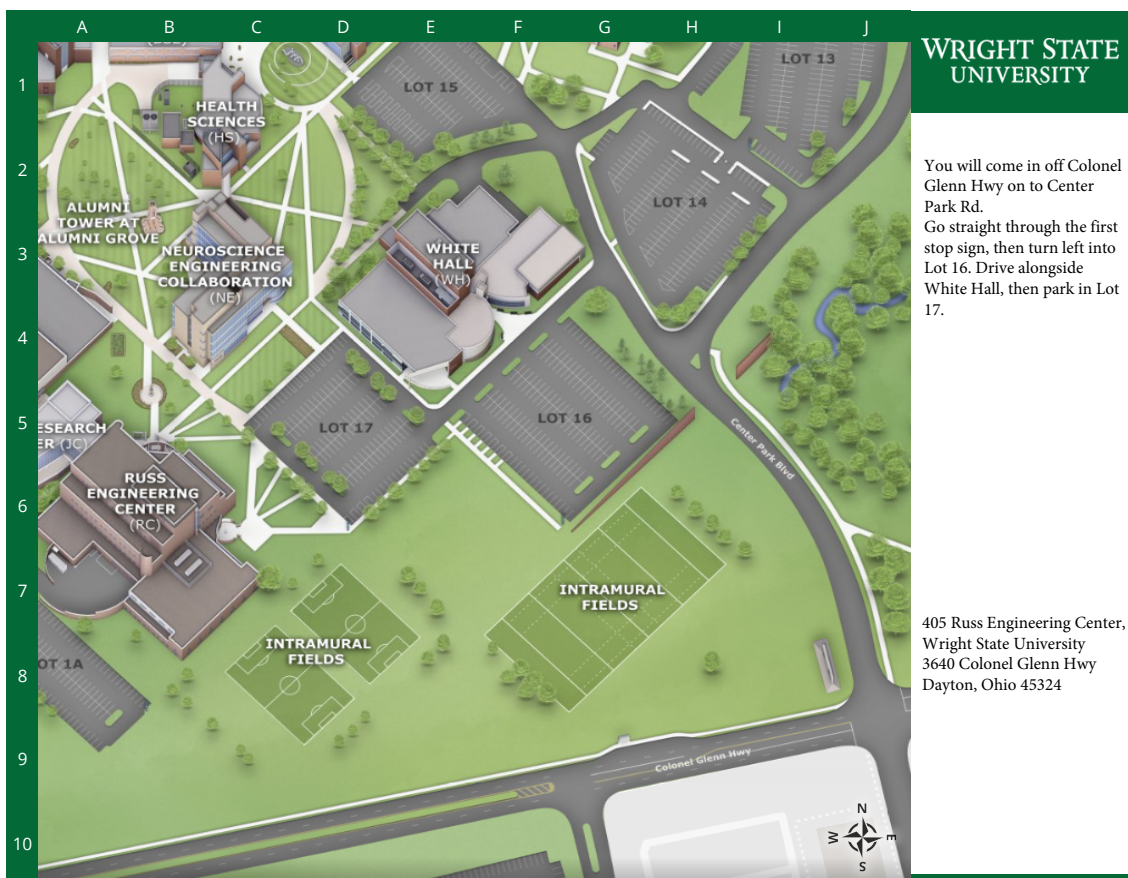 A B C D E F G H I J
WRIGHT STATE
UNIVERSITY
1
2
3
4
5
6
7
8
9
10
LOT 15
LOT 13
HEALTH
SCIENCES
(HS)
LOT 14
ALUMNI
TOWER AT
ALUMNI GROVE
NEUROSCIENCE
ENGINEERING
COLLABORATION
(NE)
WHITE
HALL
(WH)
LOT 17
LOT 16
ESEARCH
ER (JC)
RUSS
ENGINEERING
CENTER
(RC)
Center Park Blvd
INTRAMURAL
FIELDS
INTRAMURAL
FIELDS
OT 1A
Colonel Glenn Hwy
N
W E
S
You will come in off Colonel
Glenn Hwy on to Center
Park Rd.
Go straight through the first
stop sign, then turn left into
Lot 16. Drive alongside
White Hall, then park in Lot
17.
405 Russ Engineering Center,
Wright State University
3640 Colonel Glenn Hwy
Dayton, Ohio 45324